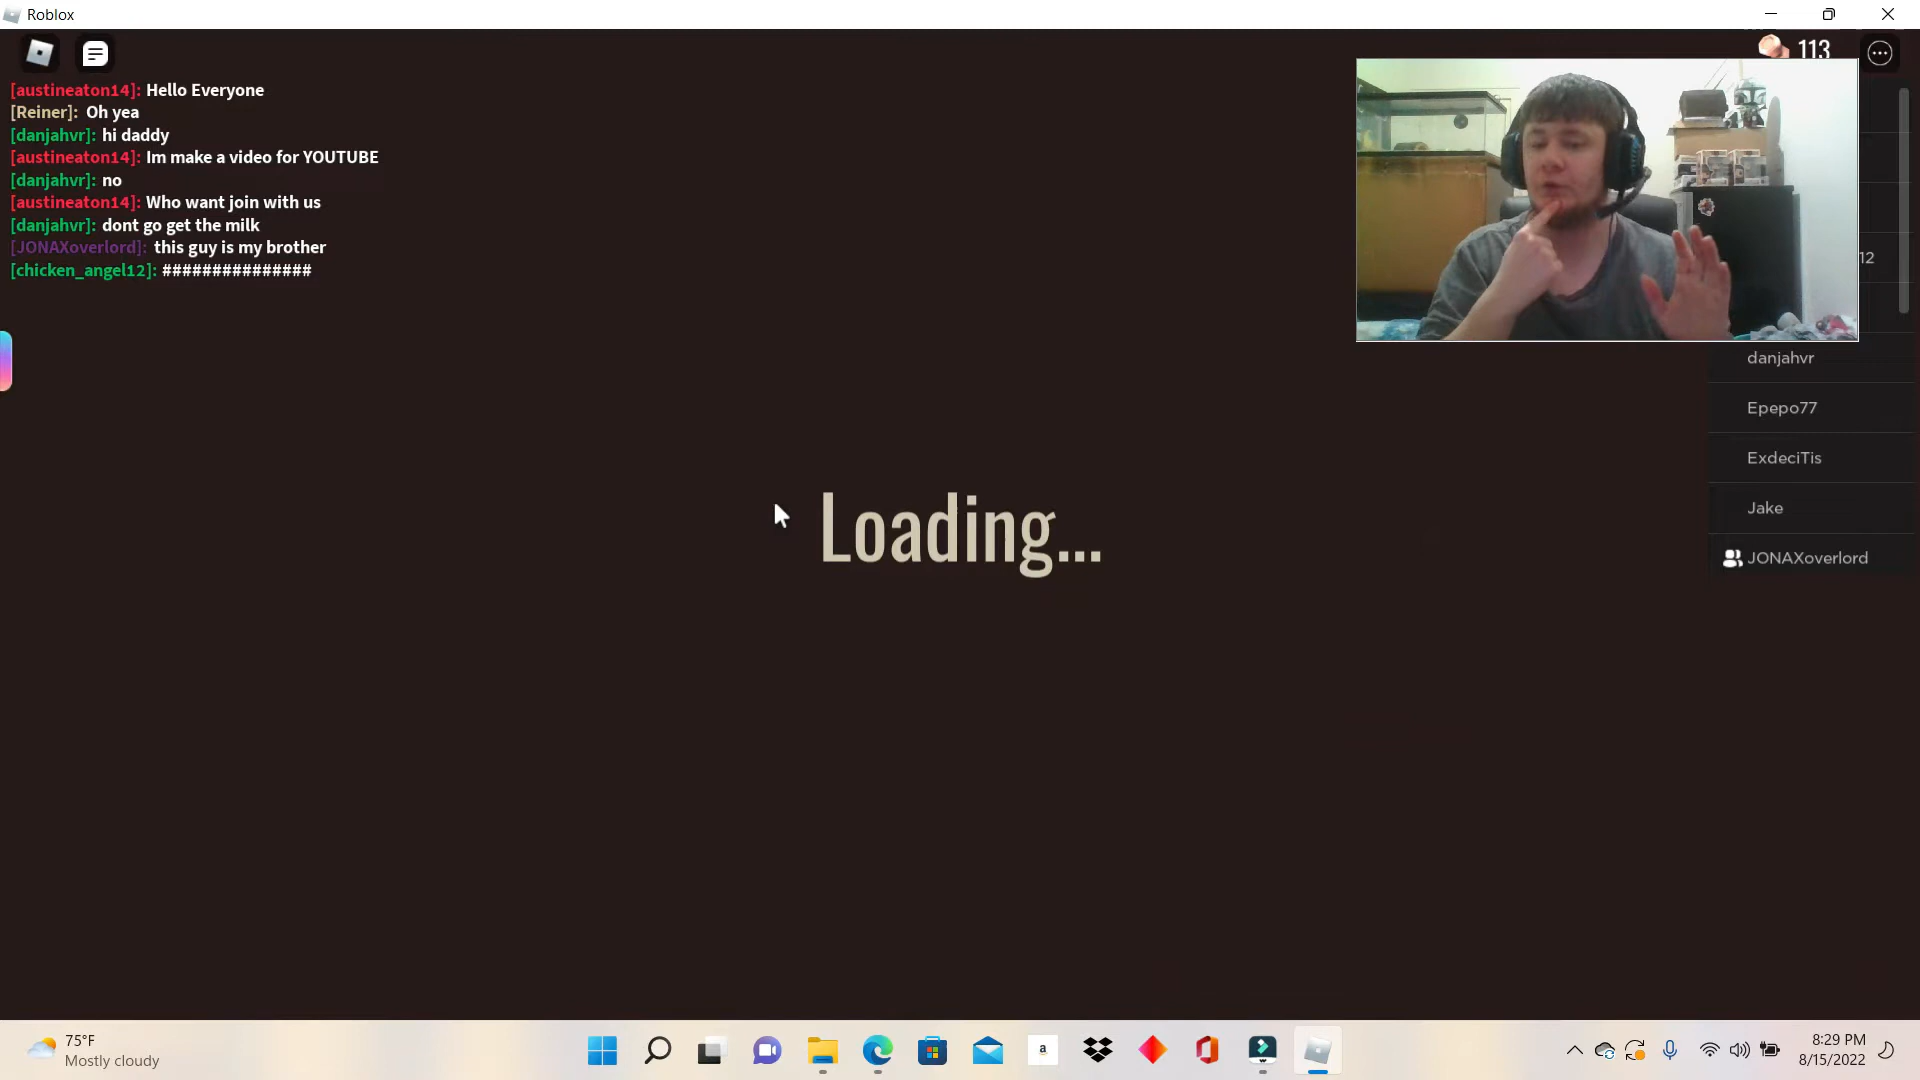 Roblox
113
[austineaton14]: Hello Everyone
[Reiner]: Oh yea
[danjahvr]: hi daddy
[austineaton14]: Im make a video for YOUTUBE
[danjahvr]: no
[austineaton14]: Who want join with us
[danjahvr]: dont go get the milk
[JONAXoverlord]: this guy is my brother
[chicken_angel12]: ###############
12
danjahvr
Epepo77
ExdeciTis
Jake
JONAXoverlord
Loading...
75°F
Mostly cloudy
a
8:29 PM
8/15/2022